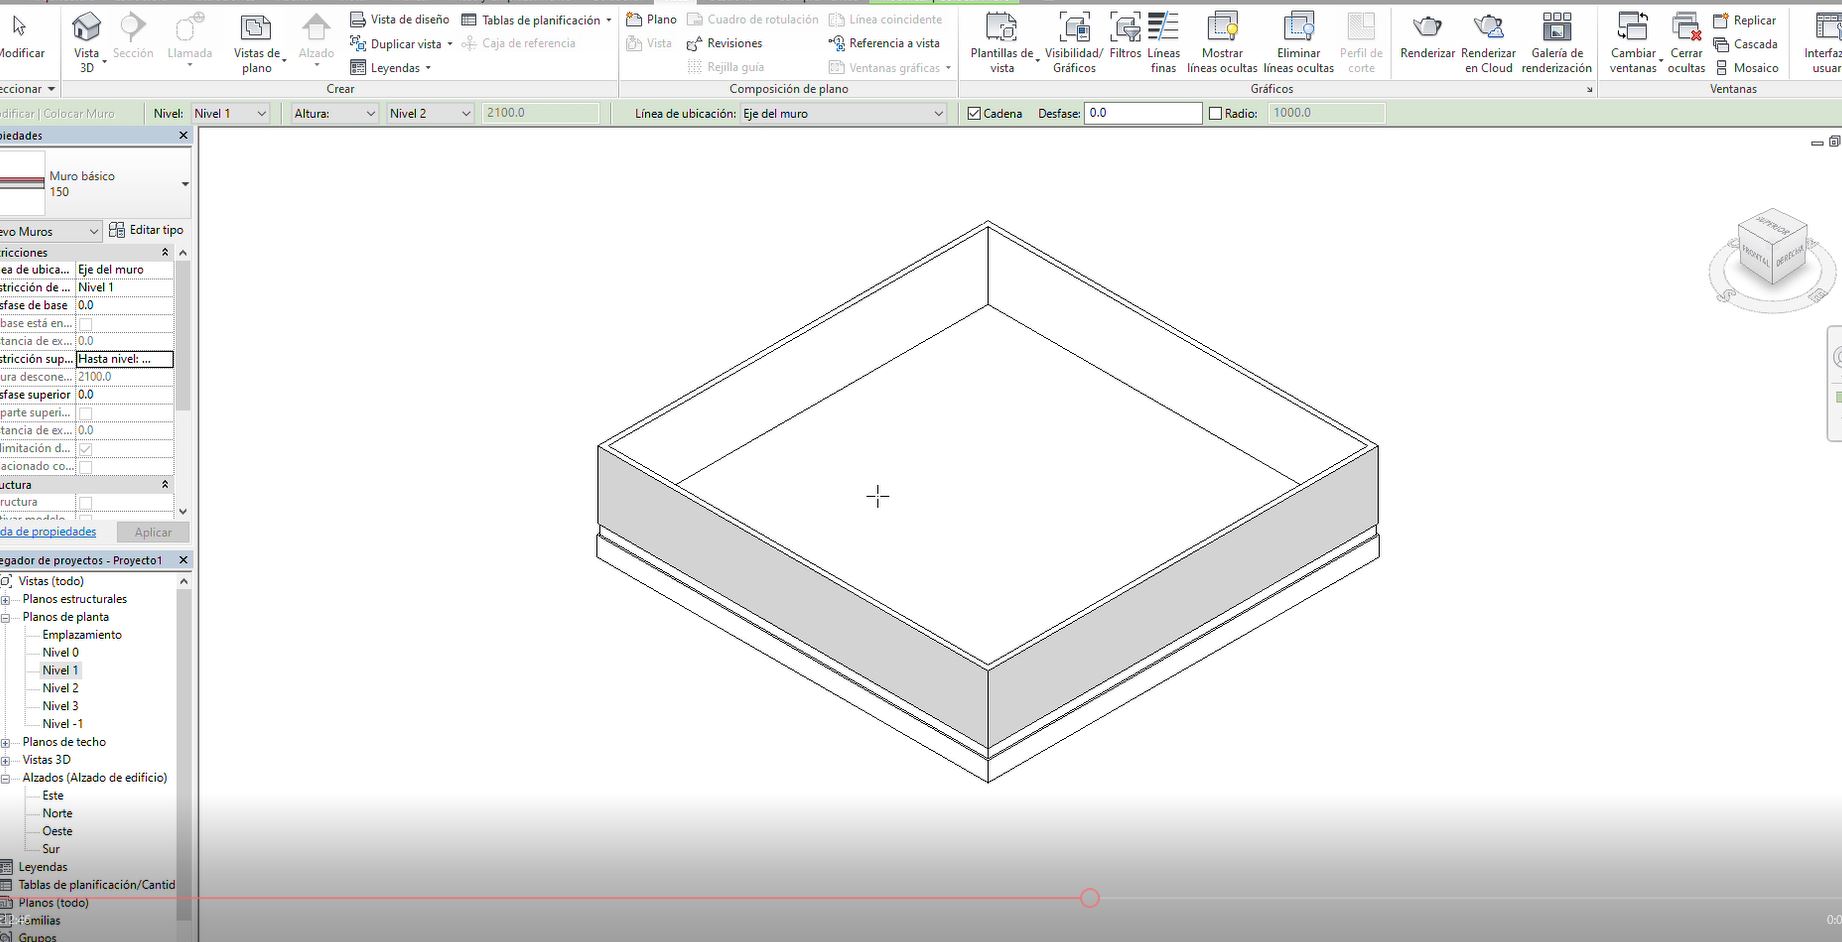 Modificar
Vista 3D
Sección
Llamada
Vistas de plano
Alzado
Vista de diseño
Duplicar vista
Leyendas
Tablas de planificación
Caja de referencia
Crear
Plano
Vista
Cuadro de rotulación
Revisiones
Rejilla guía
Línea coincidente
Referencia a vista
Ventanas gráficas
Composición de plano
Plantillas de vista
Visibilidad/ Gráficos
Filtros
Líneas finas
Mostrar líneas ocultas
Eliminar líneas ocultas
Perfil de corte
Gráficos
Renderizar
Renderizar en Cloud
Galería de renderización
Cambiar ventanas
Cerrar ocultas
Replicar
Cascada
Mosaico
Ventanas
Interfaz
usuar
eccionar
odificar | Colocar Muro
Nivel: Nivel 1
Altura: Nivel 2 2100.0
Línea de ubicación: Eje del muro
Cadena
Desfase: 0.0
Radio: 1000.0
piedades
Muro básico
150
evo Muros
Editar tipo
ricciones
ea de ubica... Eje del muro
stricción de ... Nivel 1
sfase de base 0.0
base está en...
tancia de ex... 0.0
stricción sup... Hasta nivel: ...
ura descone... 2100.0
sfase superior 0.0
parte superi...
tancia de ex... 0.0
limitación d...
acionado co...
uctura
ructura
da de propiedades
Aplicar
egador de proyectos - Proyecto1
Vistas (todo)
Planos estructurales
Planos de planta
Emplazamiento
Nivel 0
Nivel 1
Nivel 2
Nivel 3
Nivel -1
Planos de techo
Vistas 3D
Alzados (Alzado de edificio)
Este
Norte
Oeste
Sur
Leyendas
Tablas de planificación/Cantid
Planos (todo)
Familias
Grupos
SUPERIOR
FRONTAL
DERECHA
S
0:0